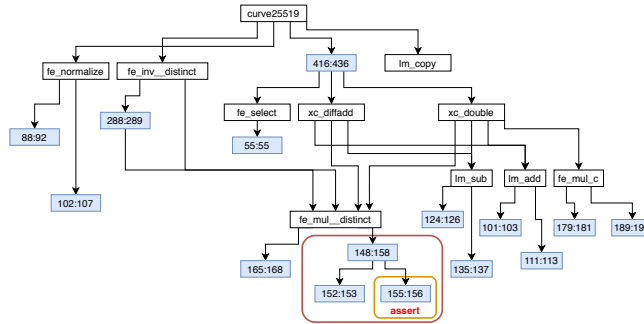 curve25519
fe_normalize
fe_inv__distinct
416:436
lm_copy
288:289
fe_select
xc_diffadd
xc_double
88:92
55:55
102:107
lm_sub
lm_add
fe_mul_c
fe_mul__distinct
124:126
101:103
179:181
189:19
148:158
165:168
135:137
111:113
152:153
155:156
assert